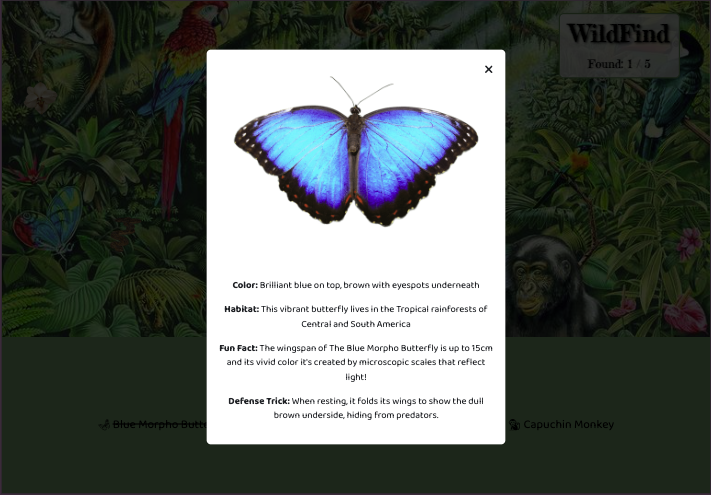 WildFind
Found: 1 / 5
Color: Brilliant blue on top, brown with eyespots underneath
Habitat: This vibrant butterfly lives in the Tropical rainforests of
Central and South America
Fun Fact: The wingspan of The Blue Morpho Butterfly is up to 15cm
and its vivid color it's created by microscopic scales that reflect
light!
Defense Trick: When resting, it folds its wings to show the dull
brown underside, hiding from predators.
Blue Morpho Butte
Capuchin Monkey